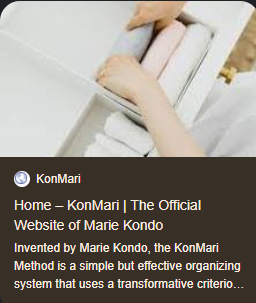 KonMari
Home – KonMari | The Official
Website of Marie Kondo
Invented by Marie Kondo, the KonMari
Method is a simple but effective organizing
system that uses a transformative criterio...